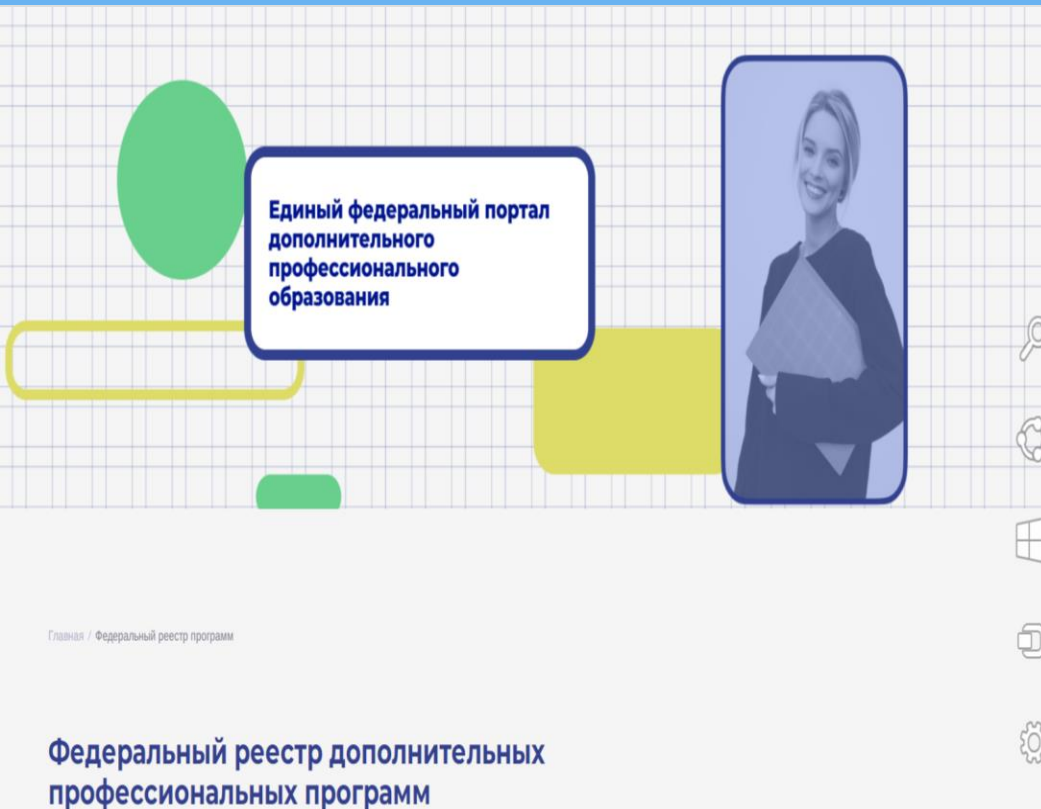 Единый федеральный портал
дополнительного
профессионального
образования
Главная / Федеральный реестр программ
Федеральный реестр дополнительных
профессиональных программ